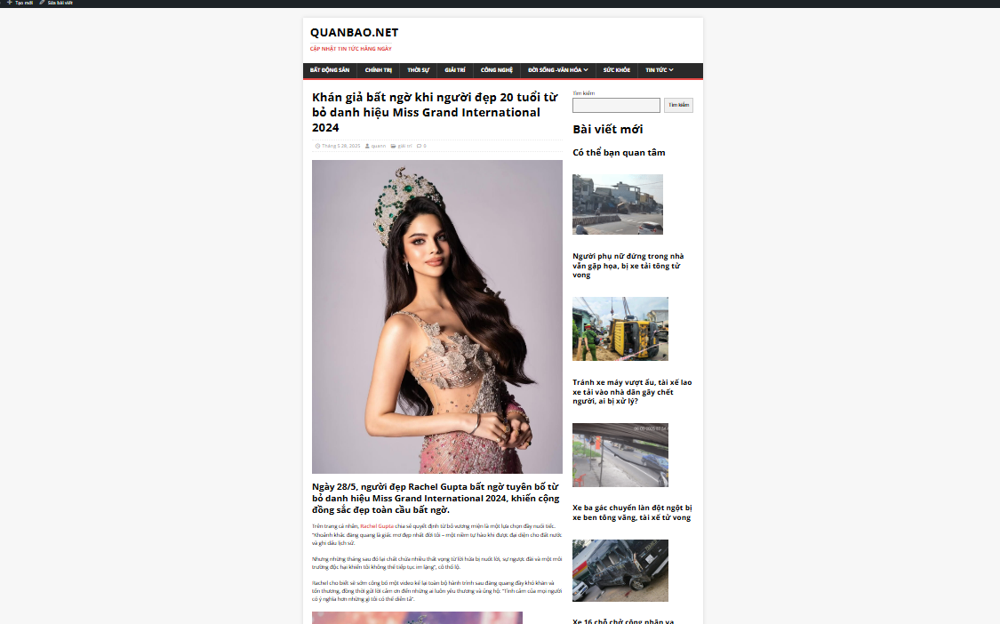 Tạo mới Sửa bài viết
QUANBAO.NET
CẬP NHẬT TIN TỨC HẰNG NGÀY
BẤT ĐỘNG SẢN CHÍNH TRỊ THỜI SỰ GIẢI TRÍ CÔNG NGHỆ ĐỜI SỐNG -VĂN HÓA SỨC KHỎE TIN TỨC
Khán giả bất ngờ khi người đẹp 20 tuổi từ
bỏ danh hiệu Miss Grand International
2024
Tháng 5 28, 2025 quann giải trí 0
Ngày 28/5, người đẹp Rachel Gupta bất ngờ tuyên bố từ
bỏ danh hiệu Miss Grand International 2024, khiến cộng
đồng sắc đẹp toàn cầu bất ngờ.
Trên trang cá nhân, Rachel Gupta chia sẻ quyết định từ bỏ vương miện là một lựa chọn đầy nuối tiếc.
"Khoảnh khắc đăng quang là giấc mơ đẹp nhất đời tôi – một niềm tự hào khi được đại diện cho đất nước
và ghi dấu lịch sử.
Nhưng những tháng sau đó lại chất chứa nhiều thất vọng từ lời hứa bị nuốt lời, sự ngược đãi và một môi
trường độc hại khiến tôi không thể tiếp tục im lặng", cô thổ lộ.
Rachel cho biết sẽ sớm công bố một video kể lại toàn bộ hành trình sau đăng quang đầy khó khăn và
tổn thương, đồng thời gửi lời cảm ơn đến những ai luôn yêu thương và ủng hộ: "Tình cảm của mọi người
có ý nghĩa hơn những gì tôi có thể diễn tả".
Tìm kiếm
Tìm kiếm
Bài viết mới
Có thể bạn quan tâm
Người phụ nữ đứng trong nhà
vẫn gặp họa, bị xe tải tông tử
vong
Tránh xe máy vượt ẩu, tài xế lao
xe tải vào nhà dân gây chết
người, ai bị xử lý?
Xe ba gác chuyển làn đột ngột bị
xe ben tông văng, tài xế tử vong
Xe 16 chỗ chở công nhân va